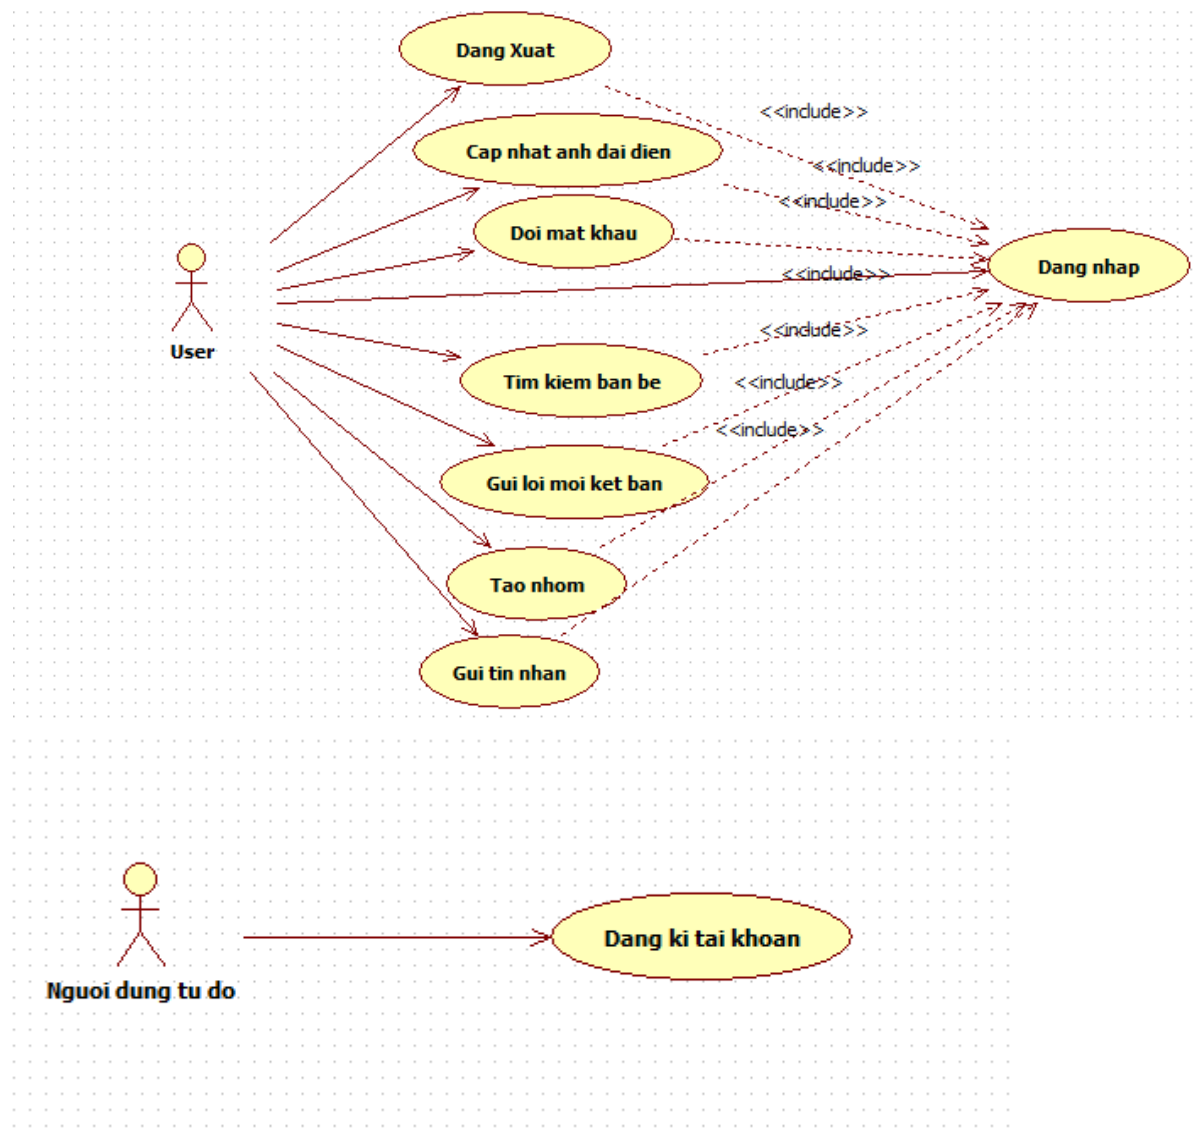 Dang Xuat
<<include>>
Cap nhat anh dai dien
<<include>>
<<include>>
Doi mat khau
Dang nhap
<<include>>
User
<<include>>
Tim kiem ban be
<<include>>
<<include>>
Gui loi moi ket ban
Tao nhom
Gui tin nhan
Dang ki tai khoan
Nguoi dung tu do